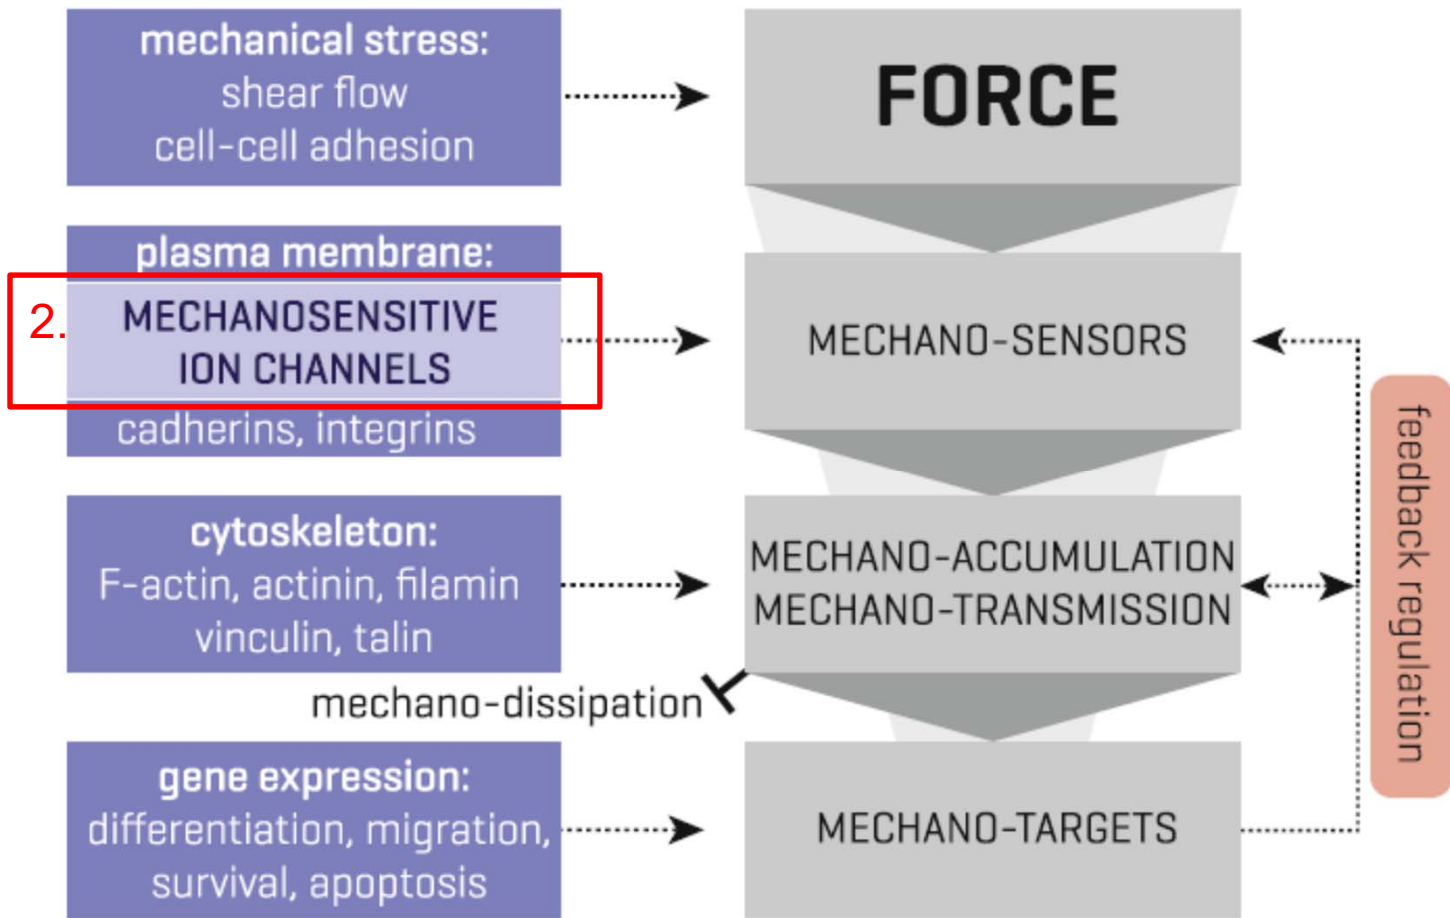 mechanical stress:
shear flow
cell-cell adhesion
FORCE
plasma membrane:
2.
MECHANOSENSITIVE
ION CHANNELS
cadherins, integrins
MECHANO-SENSORS
cytoskeleton:
F-actin, actinin, filamin
vinculin, talin
MECHANO-ACCUMULATION
MECHANO-TRANSMISSION
mechano-dissipation
gene expression:
differentiation, migration,
survival, apoptosis
MECHANO-TARGETS
feedback regulation